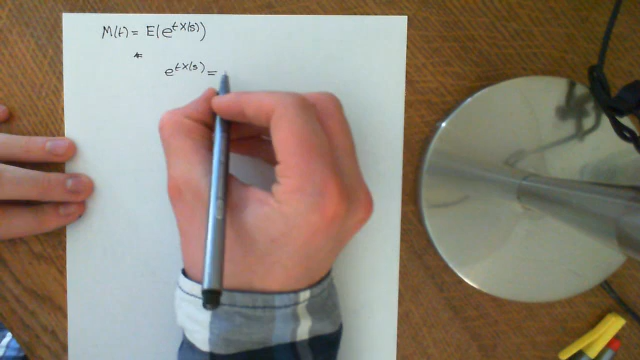 M(t) = E(e^{tX(s)})
*
e^{tX(s)} =